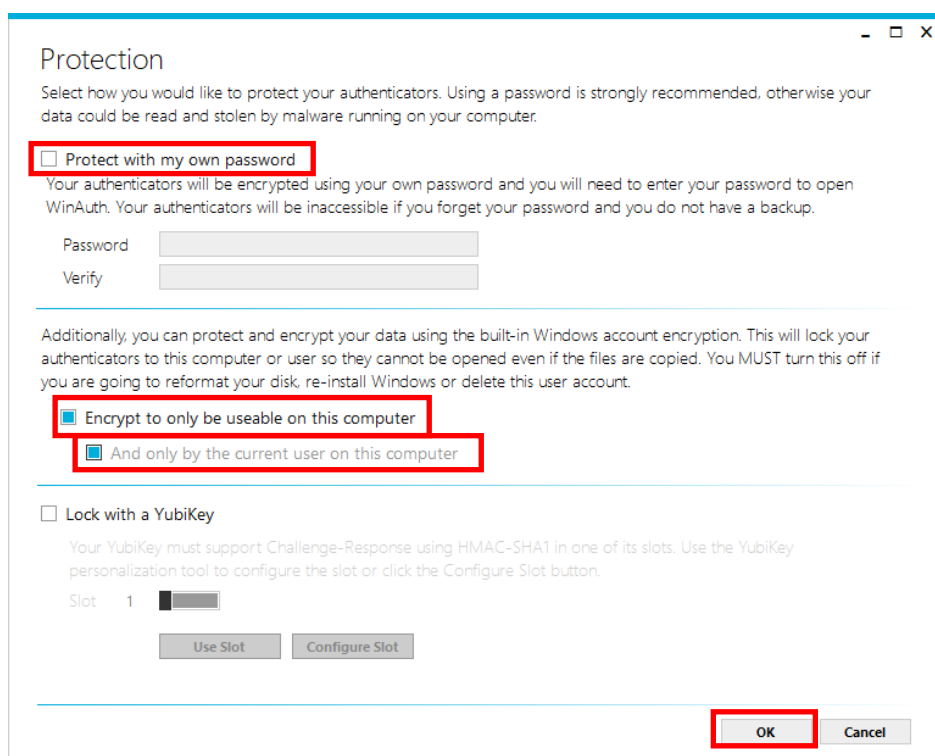 Protection
Select how you would like to protect your authenticators. Using a password is strongly recommended, otherwise your
data could be read and stolen by malware running on your computer.
Protect with my own password
Your authenticators will be encrypted using your own password and you will need to enter your password to open
WinAuth. Your authenticators will be inaccessible if you forget your password and you do not have a backup.
Password
Verify
Additionally, you can protect and encrypt your data using the built-in Windows account encryption. This will lock your
authenticators to this computer or user so they cannot be opened even if the files are copied. You MUST turn this off if
you are going to reformat your disk, re-install Windows or delete this user account.
Encrypt to only be useable on this computer
And only by the current user on this computer
Lock with a YubiKey
Your YubiKey must support Challenge-Response using HMAC-SHA1 in one of its slots. Use the YubiKey
personalization tool to configure the slot or click the Configure Slot button.
Slot 1
Use Slot Configure Slot
OK Cancel